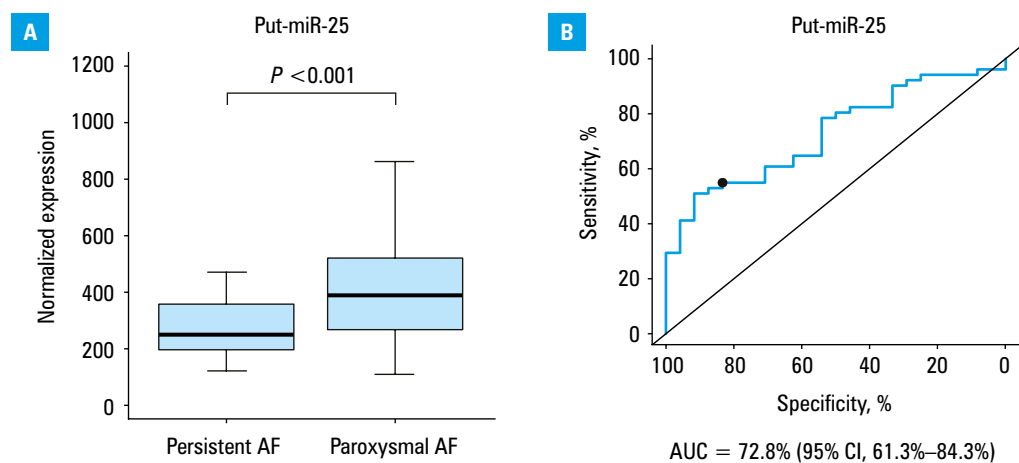 A
Put-miR-25
1200
1000
800
600
400
200
0
Normalized expression
P <0.001
Persistent AF
Paroxysmal AF
B
Put-miR-25
100
80
60
40
20
0
Sensitivity, %
100
80
60
40
20
0
Specificity, %
AUC = 72.8% (95% CI, 61.3%–84.3%)